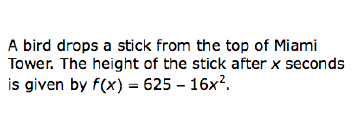 A bird drops a stick from the top of Miami
Tower. The height of the stick after x seconds
is given by f(x) = 625 – 16x².